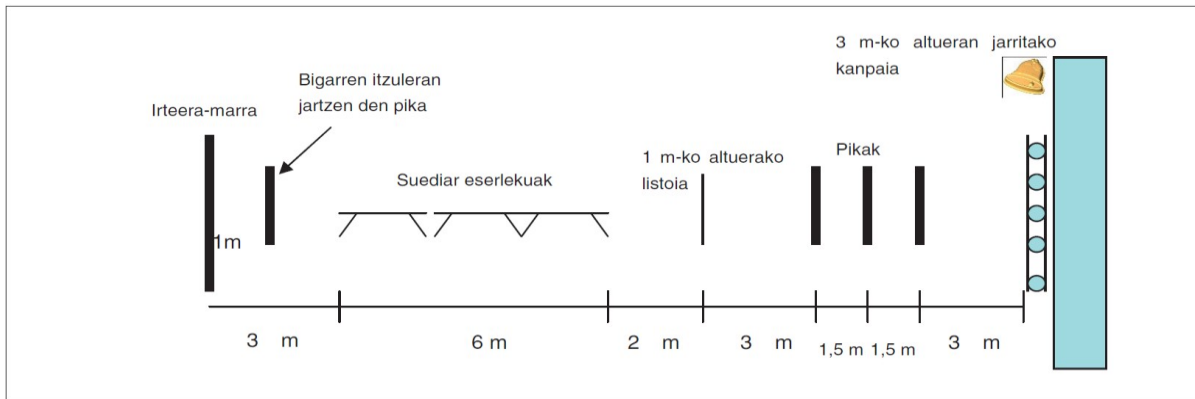 3 m-ko altueran jarritako
kanpaia
Bigarren itzuleran
jartzen den pika
Irteera-marra
1 m-ko altuerako
listoia
Pikak
Suediar eserlekuak
1m
3 m
6 m
2 m
3 m
1,5 m
1,5 m
3 m